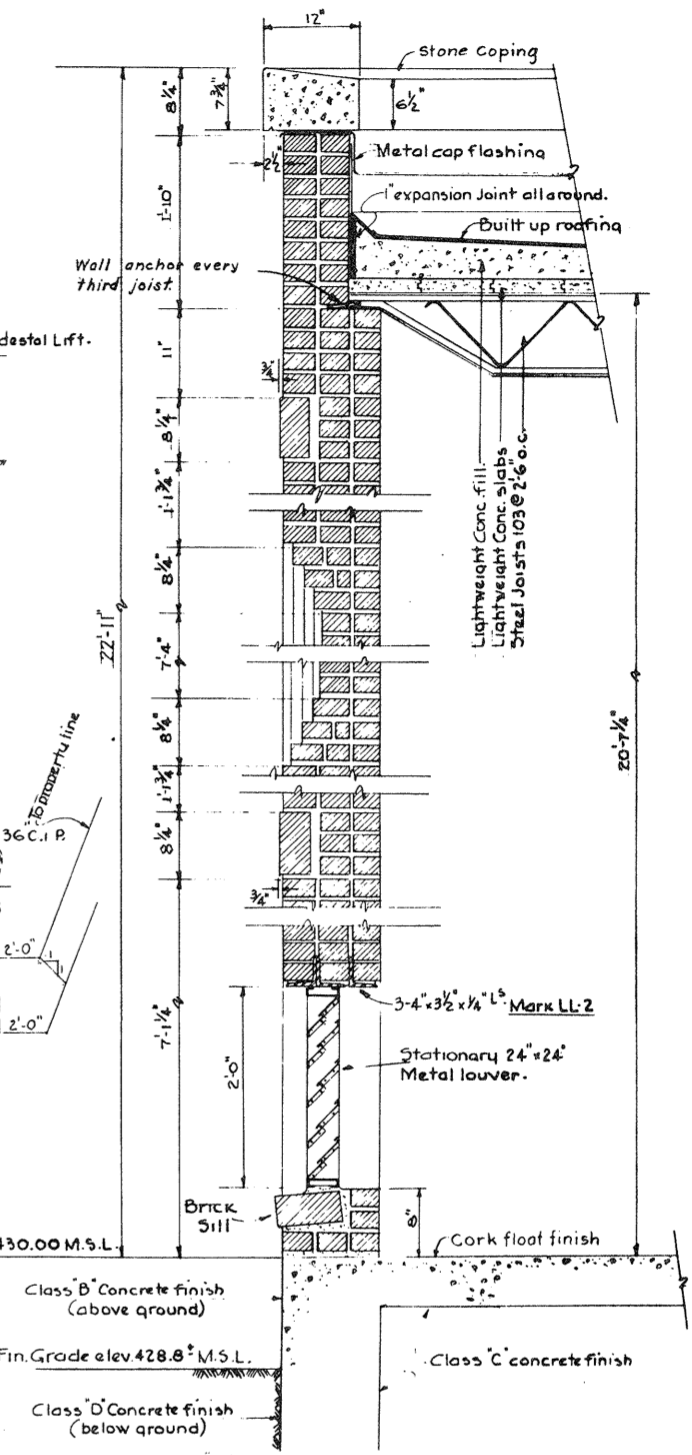 12"
Stone Coping
8¼"
7¾"
6½"
2½"
Metal cap flashing
1" expansion Joint all around.
Built up roofing
1'-10"
Wall anchor every
third joist
destal Lift.
11"
¾"
8¼"
1'-1¾"
8¼"
7'-4"
8¼"
1'-1¾"
8¼"
¾"
7'-1¼"
22'-11"
20'-7¼"
Lightweight Conc. fill.
Lightweight Conc. slabs
Steel Joists 103 @ 2'-6" o.c.
To property line
36 C.I P.
2'-0"
1
1
2'-0"
3-4"x3½"x¼" Ls Mark LL-2
2'-0"
Stationary 24"x24"
Metal louver.
Brick
Sill
8"
Cork float finish
430.00 M.S.L.
Class "B" Concrete finish
(above ground)
Fin. Grade elev. 428.8± M.S.L.
Class "C" concrete finish
Class "D" Concrete finish
(below ground)